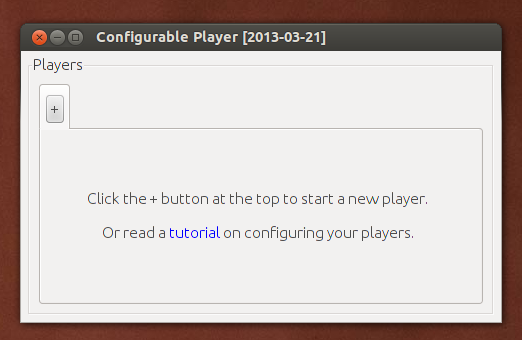 Configurable Player [2013-03-21]
Players
+
Click the + button at the top to start a new player.
Or read a tutorial on configuring your players.